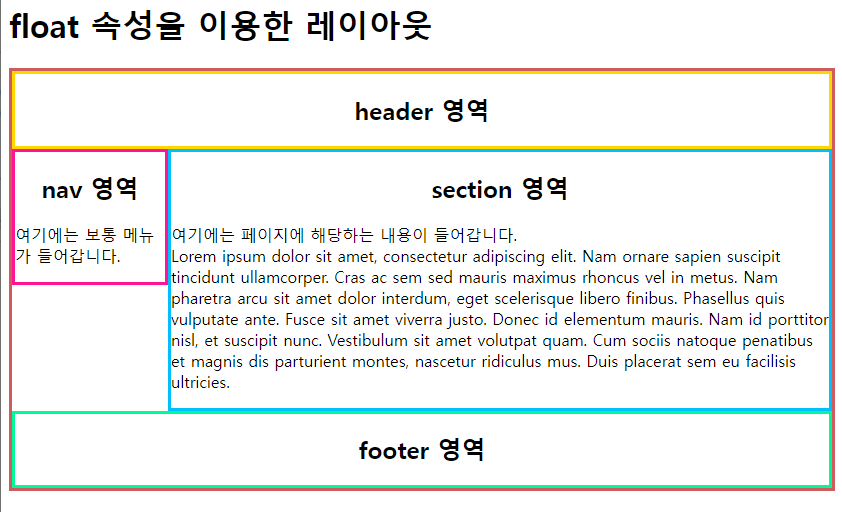 float 속성을 이용한 레이아웃
header 영역
nav 영역
여기에는 보통 메뉴
가 들어갑니다.
section 영역
여기에는 페이지에 해당하는 내용이 들어갑니다.
Lorem ipsum dolor sit amet, consectetur adipiscing elit. Nam ornare sapien suscipit
tincidunt ullamcorper. Cras ac sem sed mauris maximus rhoncus vel in metus. Nam
pharetra arcu sit amet dolor interdum, eget scelerisque libero finibus. Phasellus quis
vulputate ante. Fusce sit amet viverra justo. Donec id elementum mauris. Nam id porttitor
nisl, et suscipit nunc. Vestibulum sit amet volutpat quam. Cum sociis natoque penatibus
et magnis dis parturient montes, nascetur ridiculus mus. Duis placerat sem eu facilisis
ultricies.
footer 영역